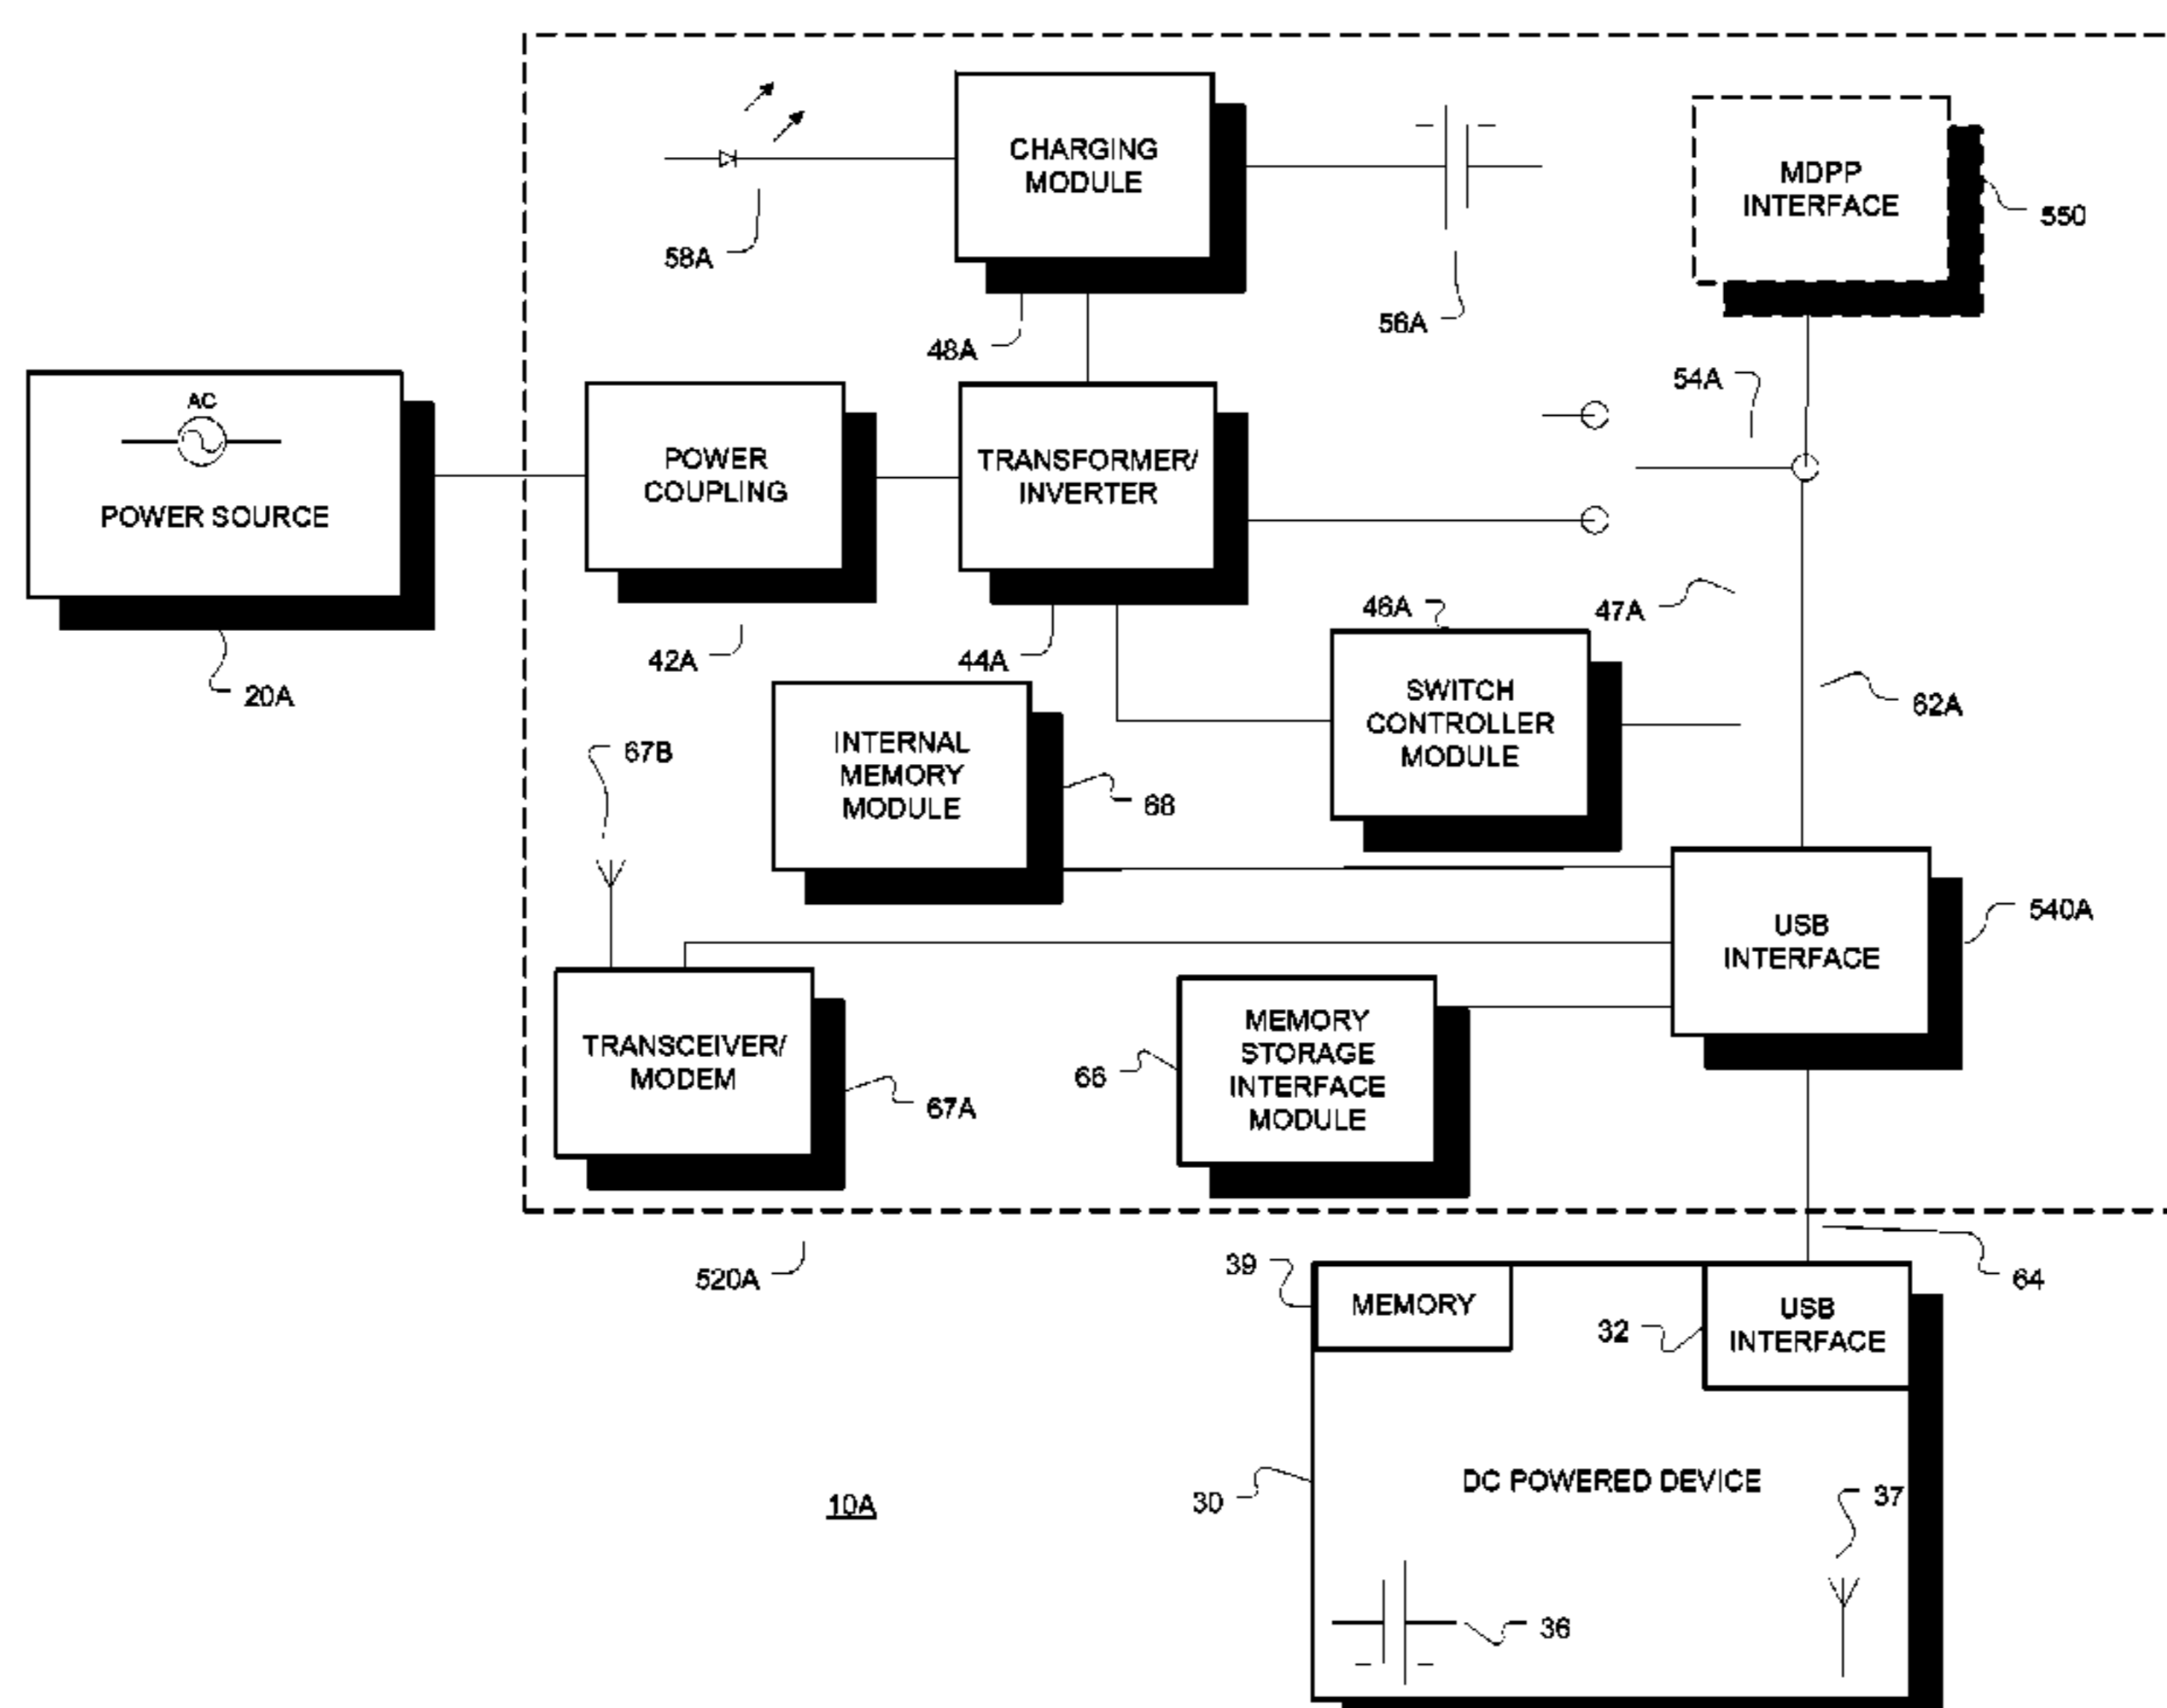 CHARGING
MODULE
MDPP
INTERFACE
550
58A
56A
48A
54A
AC
POWER SOURCE
POWER
COUPLING
TRANSFORMER/
INVERTER
20A
42A
44A
46A
47A
62A
SWITCH
CONTROLLER
MODULE
INTERNAL
MEMORY
MODULE
68
67B
USB
INTERFACE
540A
TRANSCEIVER/
MODEM
67A
66
MEMORY
STORAGE
INTERFACE
MODULE
520A
39
MEMORY
32
USB
INTERFACE
64
30
DC POWERED DEVICE
37
36
10A